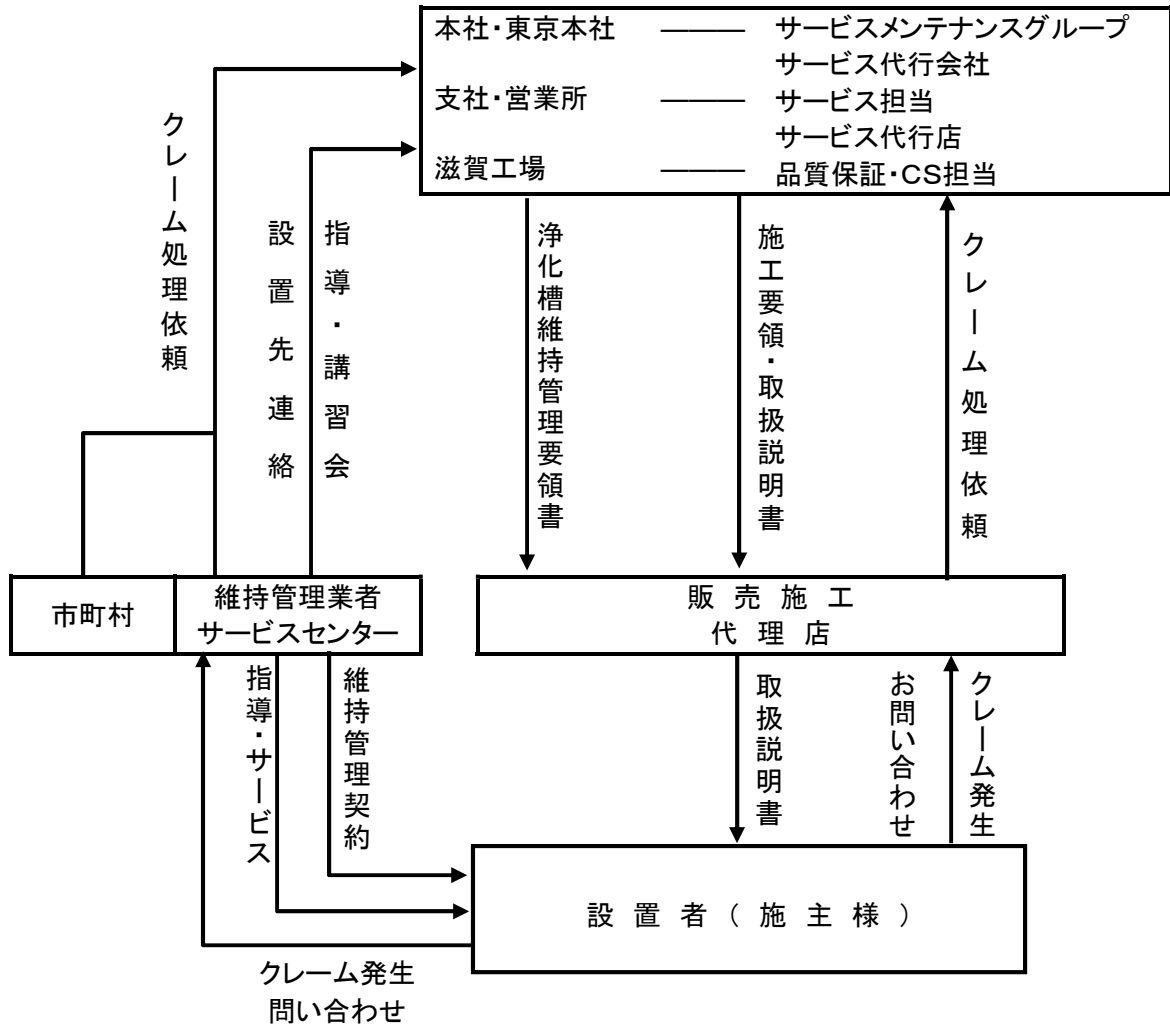 本社・東京本社 ――― サービスメンテナンスグループ
サービス代行会社
支社・営業所 ――― サービス担当
サービス代行店
滋賀工場 ――― 品質保証・CS担当
クレーム処理依頼
設置先連絡
指導・講習会
浄化槽維持管理要領書
施工要領・取扱説明書
クレーム処理依頼
市町村
維持管理業者
サービスセンター
販売施工
代理店
指導・サービス
維持管理契約
取扱説明書
お問い合わせ
クレーム発生
設置者(施主様)
クレーム発生
問い合わせ